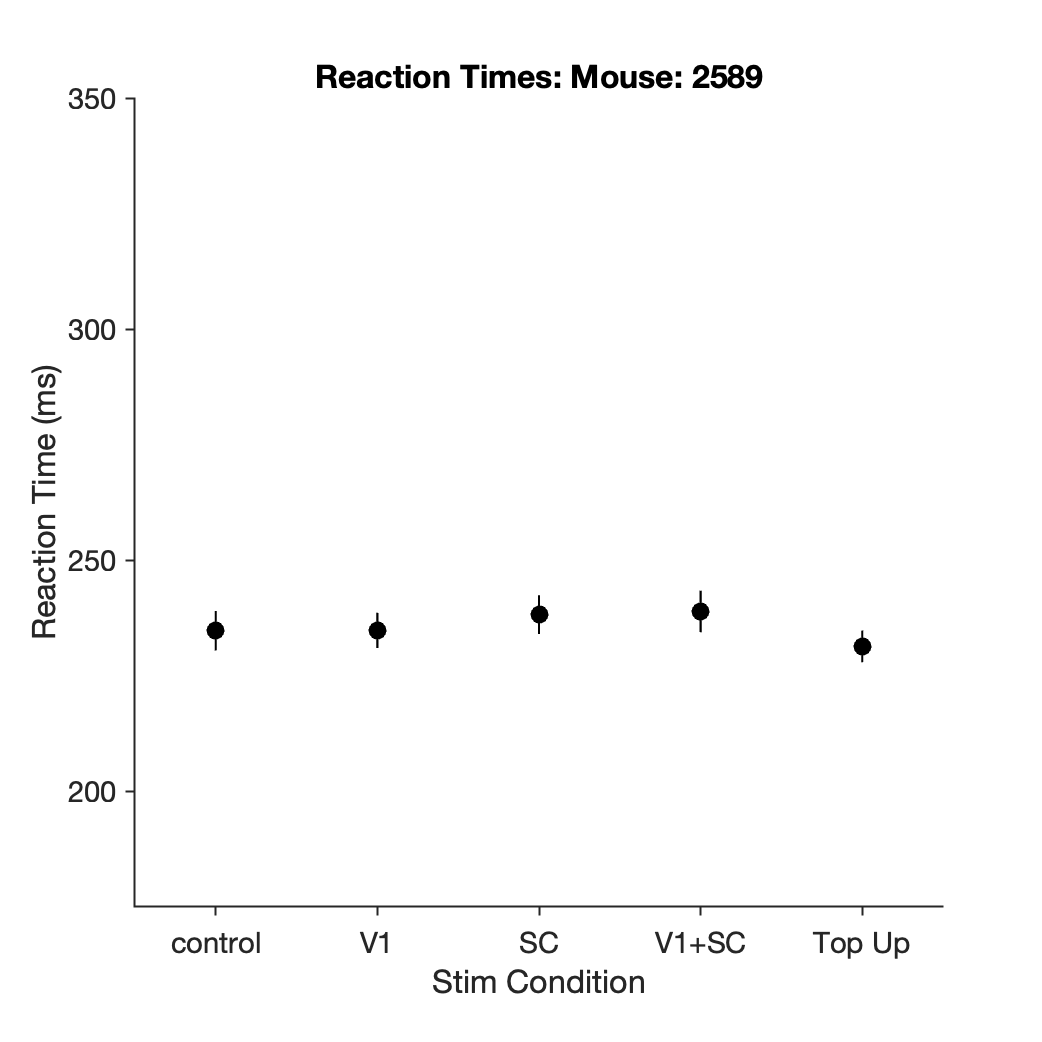 Reaction Times: Mouse: 2589
350
300
250
200
Reaction Time (ms)
control
V1
SC
V1+SC
Top Up
Stim Condition